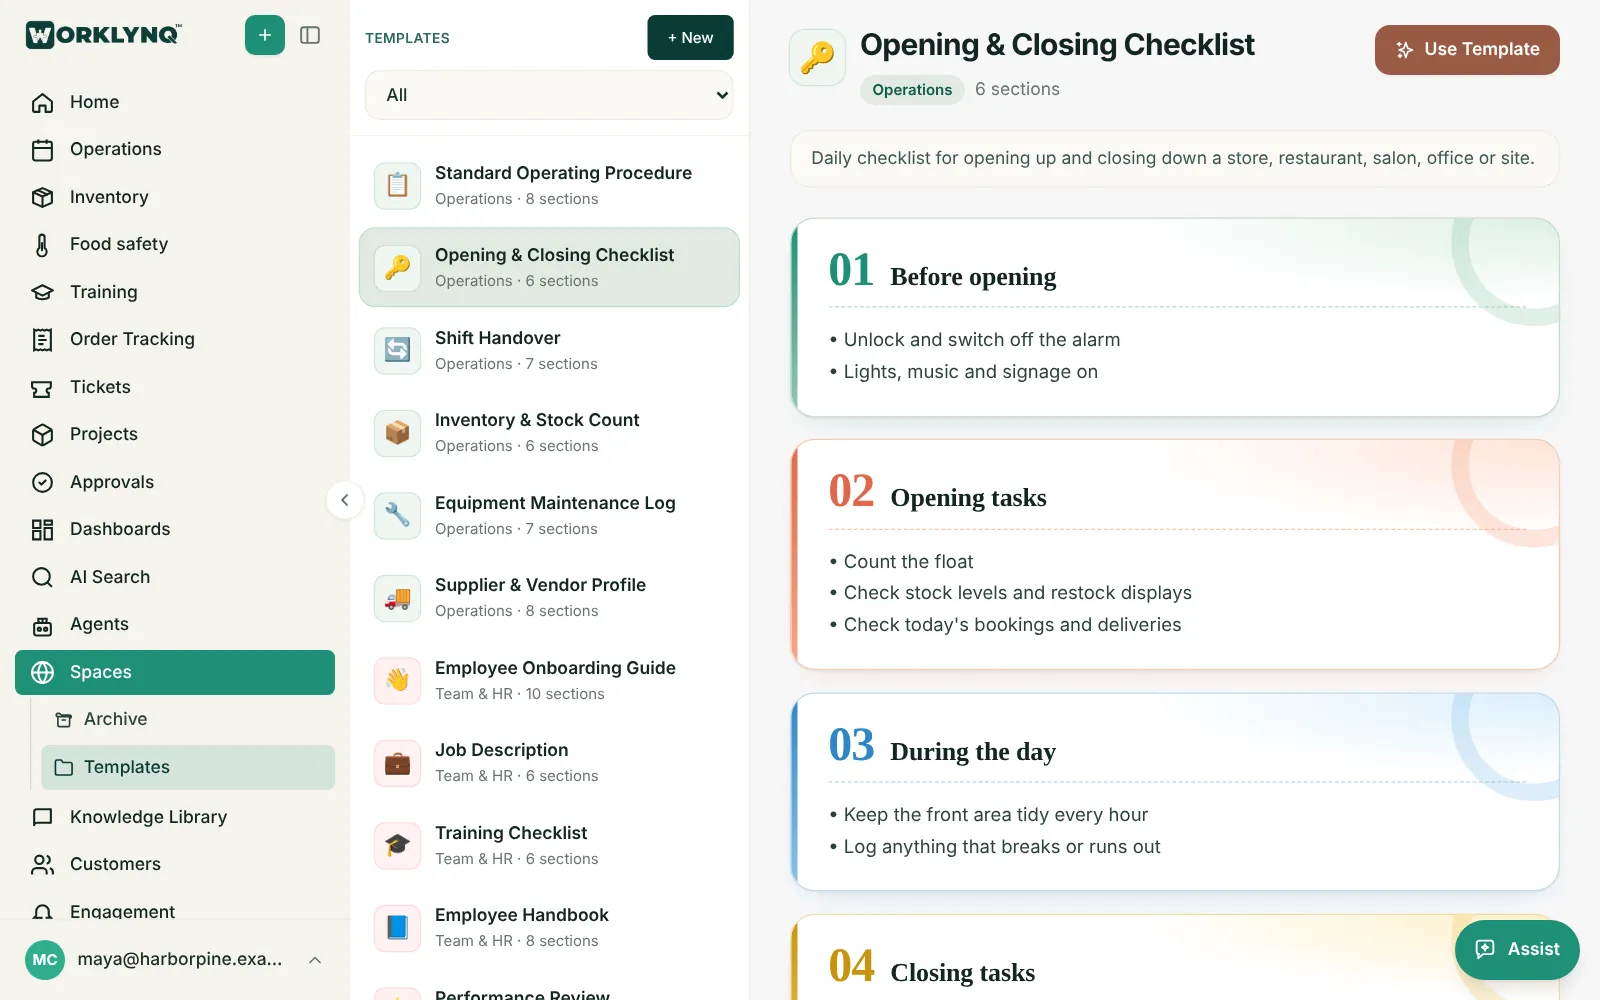 WORKLYNQ™
+
Home
Operations
Inventory
Food safety
Training
Order Tracking
Tickets
Projects
Approvals
Dashboards
AI Search
Agents
Spaces
Archive
Templates
Knowledge Library
Customers
Engagement
MC
maya@harborpine.exa...
TEMPLATES
+ New
All
Standard Operating Procedure
Operations · 8 sections
Opening & Closing Checklist
Operations · 6 sections
Shift Handover
Operations · 7 sections
Inventory & Stock Count
Operations · 6 sections
Equipment Maintenance Log
Operations · 7 sections
Supplier & Vendor Profile
Operations · 8 sections
Employee Onboarding Guide
Team & HR · 10 sections
Job Description
Team & HR · 6 sections
Training Checklist
Team & HR · 6 sections
Employee Handbook
Team & HR · 8 sections
Performance Review
Opening & Closing Checklist
Operations 6 sections
Use Template
Daily checklist for opening up and closing down a store, restaurant, salon, office or site.
01 Before opening
• Unlock and switch off the alarm
• Lights, music and signage on
02 Opening tasks
• Count the float
• Check stock levels and restock displays
• Check today's bookings and deliveries
03 During the day
• Keep the front area tidy every hour
• Log anything that breaks or runs out
04 Closing tasks
Assist